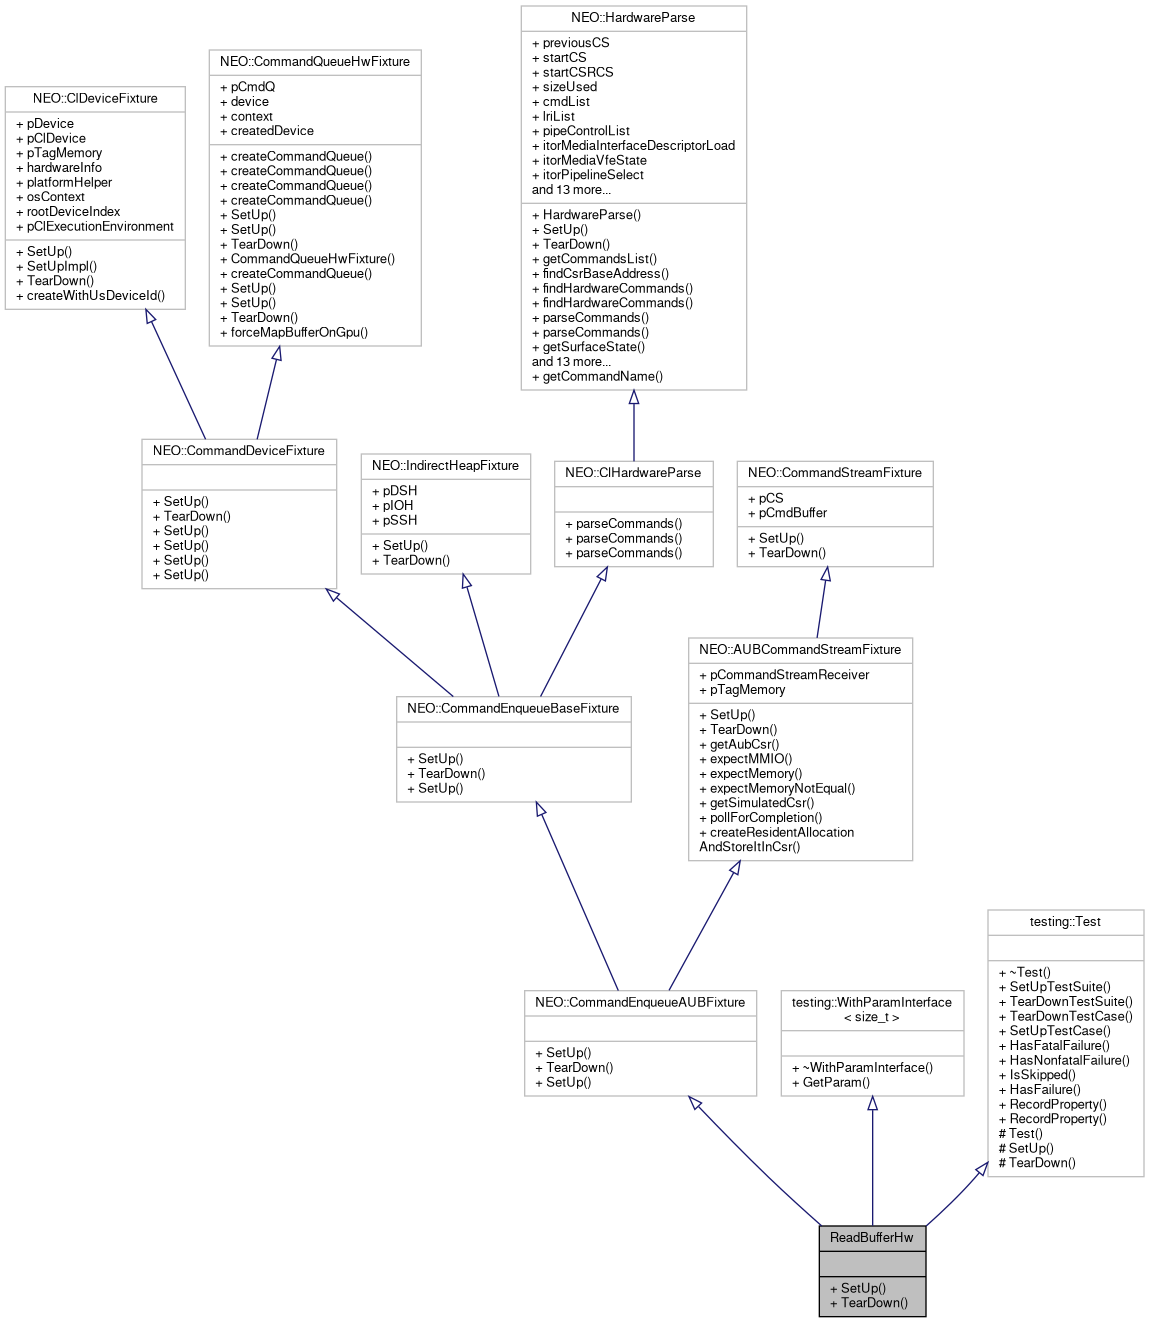 NEO::HardwareParse
+ previousCS
+ startCS
+ startCSRCS
+ sizeUsed
+ cmdList
+ lriList
+ pipeControlList
+ itorMediaInterfaceDescriptorLoad
+ itorMediaVfeState
+ itorPipelineSelect
and 13 more...
+ HardwareParse()
+ SetUp()
+ TearDown()
+ getCommandsList()
+ findCsrBaseAddress()
+ findHardwareCommands()
+ findHardwareCommands()
+ parseCommands()
+ parseCommands()
+ getSurfaceState()
and 13 more...
+ getCommandName()
NEO::CommandQueueHwFixture
+ pCmdQ
+ device
+ context
+ createdDevice
+ createCommandQueue()
+ createCommandQueue()
+ createCommandQueue()
+ createCommandQueue()
+ SetUp()
+ SetUp()
+ TearDown()
+ CommandQueueHwFixture()
+ createCommandQueue()
+ SetUp()
+ SetUp()
+ TearDown()
+ forceMapBufferOnGpu()
NEO::ClDeviceFixture
+ pDevice
+ pClDevice
+ pTagMemory
+ hardwareInfo
+ platformHelper
+ osContext
+ rootDeviceIndex
+ pClExecutionEnvironment
+ SetUp()
+ SetUpImpl()
+ TearDown()
+ createWithUsDeviceId()
NEO::CommandDeviceFixture
+ SetUp()
+ TearDown()
+ SetUp()
+ SetUp()
+ SetUp()
+ SetUp()
NEO::IndirectHeapFixture
+ pDSH
+ pIOH
+ pSSH
+ SetUp()
+ TearDown()
NEO::ClHardwareParse
+ parseCommands()
+ parseCommands()
+ parseCommands()
NEO::CommandStreamFixture
+ pCS
+ pCmdBuffer
+ SetUp()
+ TearDown()
NEO::AUBCommandStreamFixture
+ pCommandStreamReceiver
+ pTagMemory
+ SetUp()
+ TearDown()
+ getAubCsr()
+ expectMMIO()
+ expectMemory()
+ expectMemoryNotEqual()
+ getSimulatedCsr()
+ pollForCompletion()
+ createResidentAllocation
AndStoreItInCsr()
NEO::CommandEnqueueBaseFixture
+ SetUp()
+ TearDown()
+ SetUp()
testing::Test
+ ~Test()
+ SetUpTestSuite()
+ TearDownTestSuite()
+ TearDownTestCase()
+ SetUpTestCase()
+ HasFatalFailure()
+ HasNonfatalFailure()
+ IsSkipped()
+ HasFailure()
+ RecordProperty()
+ RecordProperty()
# Test()
# SetUp()
# TearDown()
NEO::CommandEnqueueAUBFixture
+ SetUp()
+ TearDown()
+ SetUp()
testing::WithParamInterface
< size_t >
+ ~WithParamInterface()
+ GetParam()
ReadBufferHw
+ SetUp()
+ TearDown()